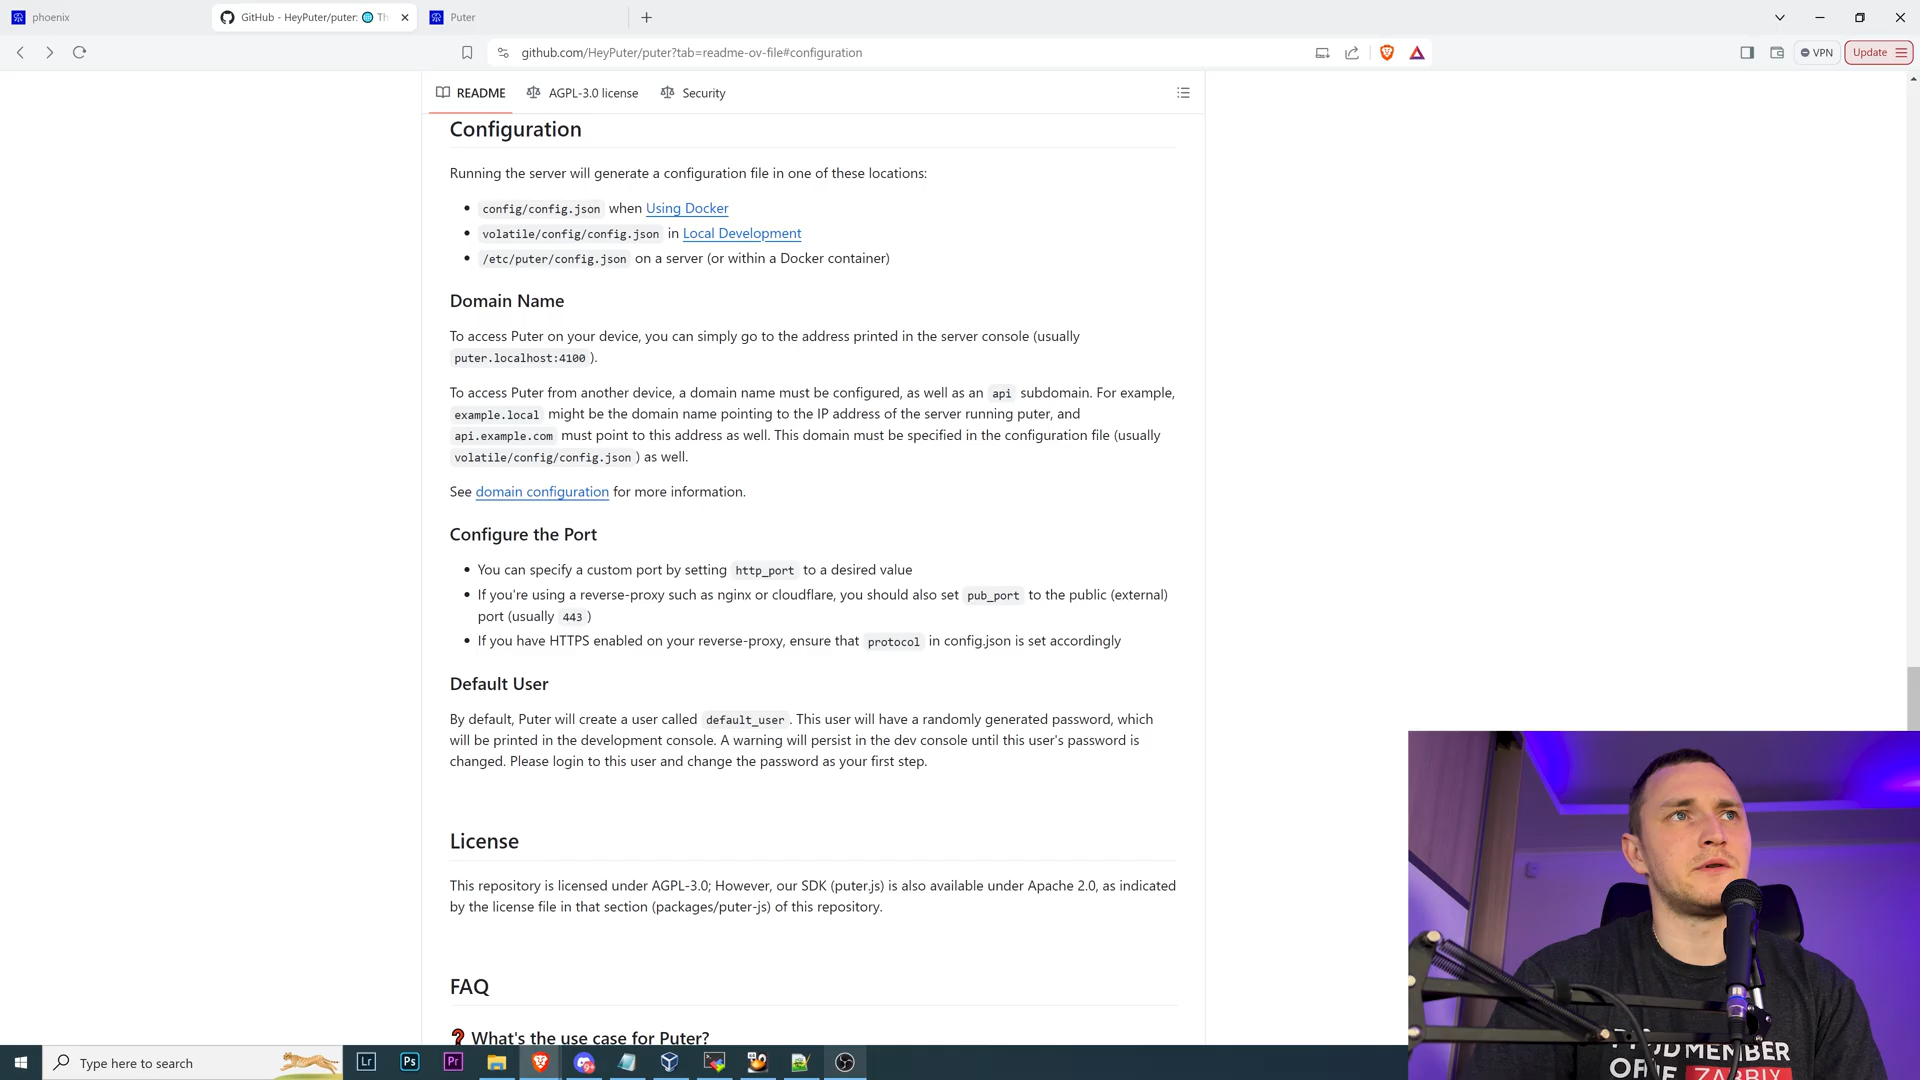 phoenix
GitHub - HeyPuter/puter: 🌐 Th
Puter
github.com/HeyPuter/puter?tab=readme-ov-file#configuration
VPN
Update
README
AGPL-3.0 license
Security
Configuration
Running the server will generate a configuration file in one of these locations:
• config/config.json when Using Docker
• volatile/config/config.json in Local Development
• /etc/puter/config.json on a server (or within a Docker container)
Domain Name
To access Puter on your device, you can simply go to the address printed in the server console (usually
puter.localhost:4100 ).
To access Puter from another device, a domain name must be configured, as well as an api subdomain. For example,
example.local might be the domain name pointing to the IP address of the server running puter, and
api.example.com must point to this address as well. This domain must be specified in the configuration file (usually
volatile/config/config.json ) as well.
See domain configuration for more information.
Configure the Port
• You can specify a custom port by setting http_port to a desired value
• If you're using a reverse-proxy such as nginx or cloudflare, you should also set pub_port to the public (external)
port (usually 443 )
• If you have HTTPS enabled on your reverse-proxy, ensure that protocol in config.json is set accordingly
Default User
By default, Puter will create a user called default_user . This user will have a randomly generated password, which
will be printed in the development console. A warning will persist in the dev console until this user's password is
changed. Please login to this user and change the password as your first step.
License
This repository is licensed under AGPL-3.0; However, our SDK (puter.js) is also available under Apache 2.0, as indicated
by the license file in that section (packages/puter-js) of this repository.
FAQ
❓ What's the use case for Puter?
Type here to search
Lr
Ps
Pr
MEMBER
OF
ZABBIX